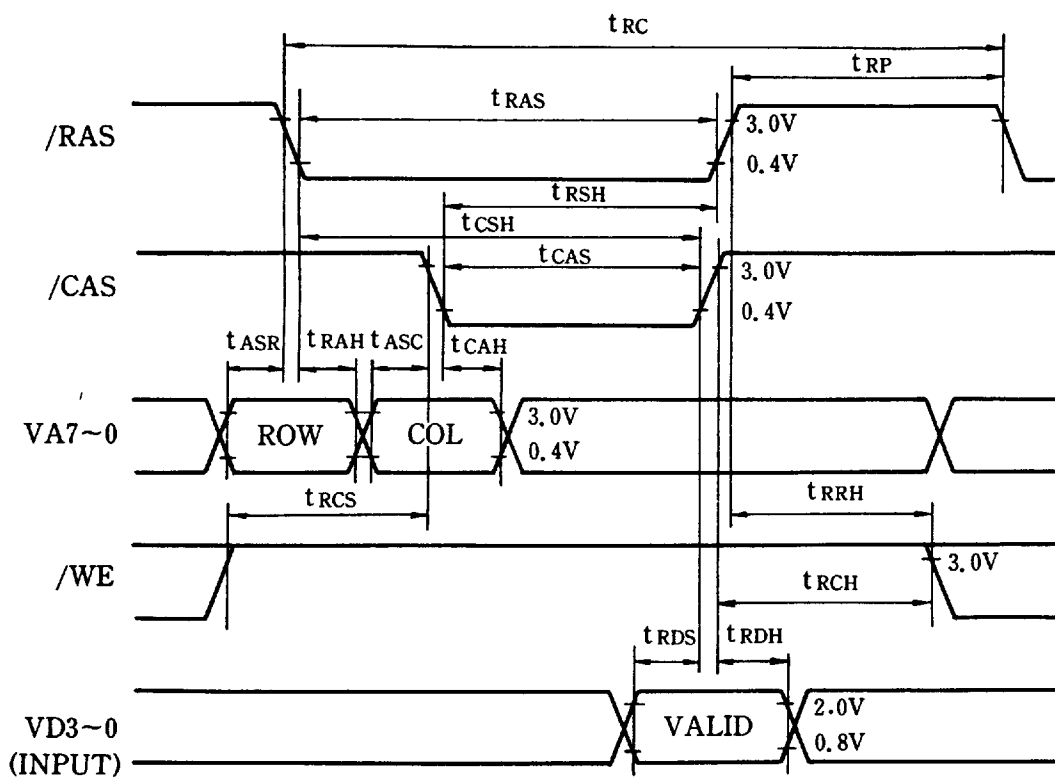 tRC
tRP
tRAS
/RAS
3.0V
0.4V
tRSH
tCSH
tCAS
/CAS
3.0V
0.4V
tASR
tRAH
tASC
tCAH
VA7~0
ROW
COL
3.0V
0.4V
tRCS
tRRH
/WE
3.0V
tRCH
tRDS
tRDH
VD3~0
(INPUT)
VALID
2.0V
0.8V